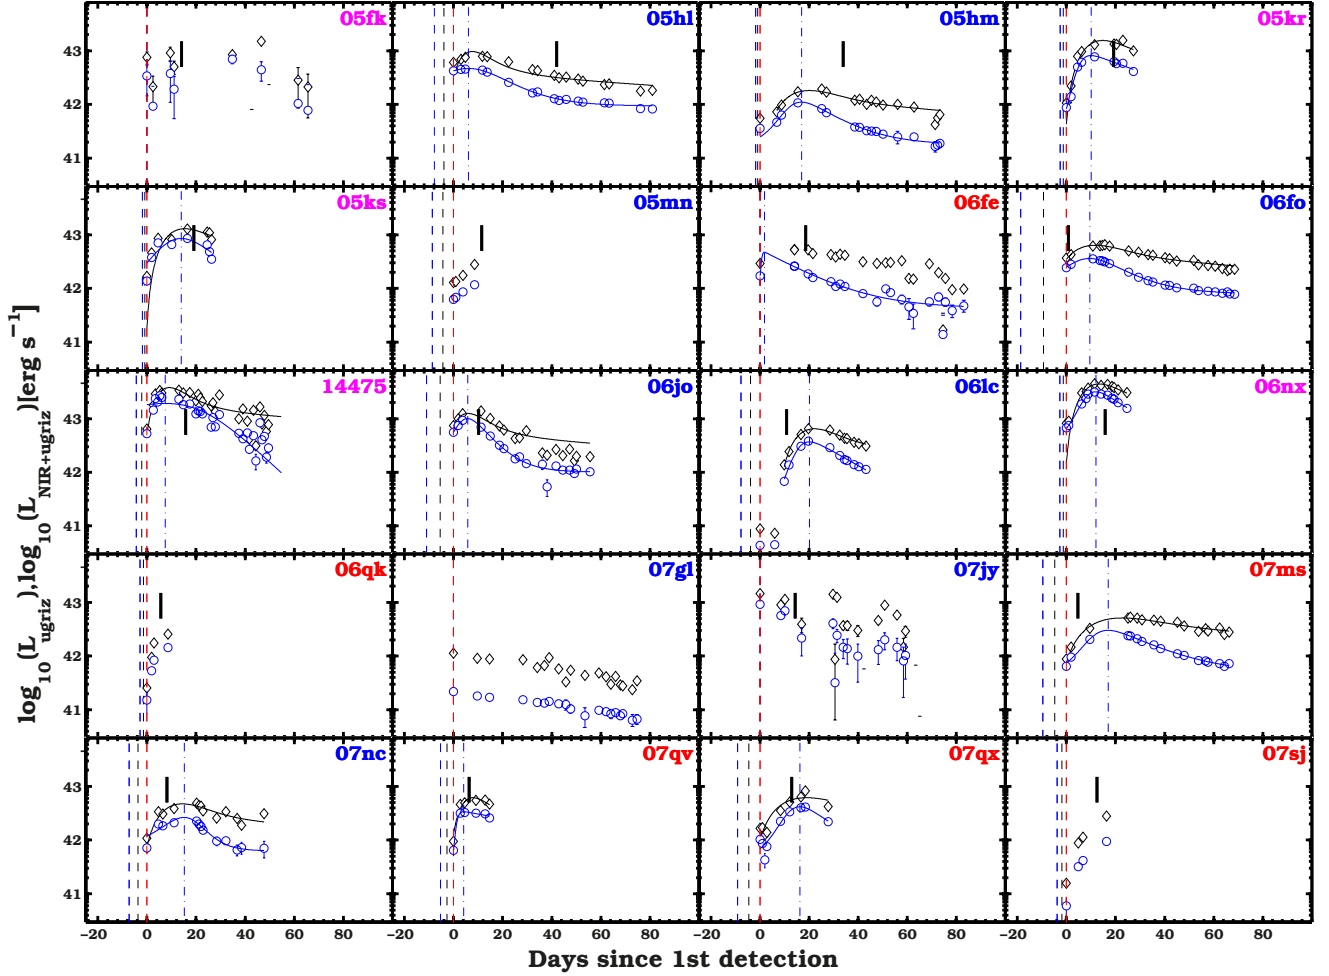 05fk 05hl 05hm 05kr
43
42
41
05ks 05mn 06fe 06fo
43
42
41
14475 06jo 06lc 06nx
43
42
41
06qk 07gl 07jy 07ms
43
42
41
07nc 07qv 07qx 07sj
43
42
41
−20 0 20 40 60 80 −20 0 20 40 60 80 −20 0 20 40 60 80 −20 0 20 40 60 80
Days since 1st detection
log10(Lugriz),log10(LNIR+ugriz)[erg s−1]